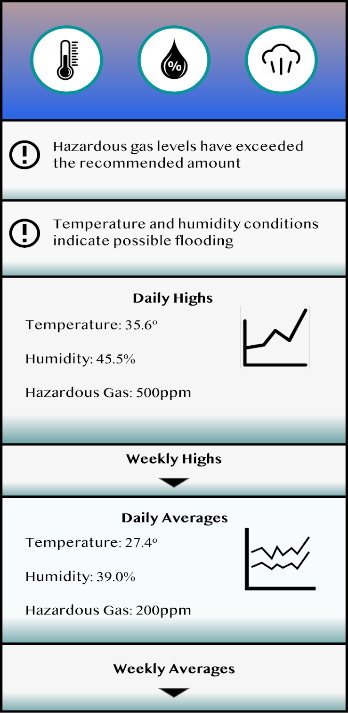 %
Hazardous gas levels have exceeded
the recommended amount
Temperature and humidity conditions
indicate possible flooding
Daily Highs
Temperature: 35.6º
Humidity: 45.5%
Hazardous Gas: 500ppm
Weekly Highs
Daily Averages
Temperature: 27.4º
Humidity: 39.0%
Hazardous Gas: 200ppm
Weekly Averages